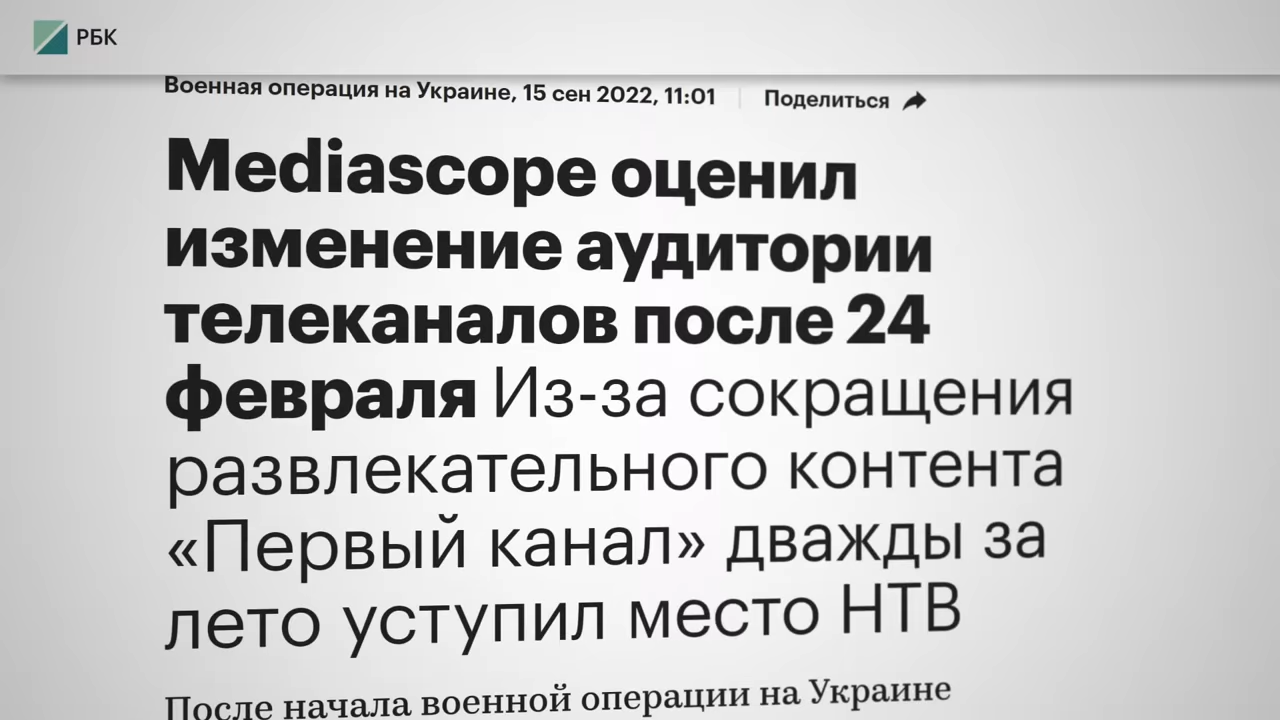 РБК
Военная операция на Украине, 15 сен 2022, 11:01
Поделиться
Mediascope оценил
изменение аудитории
телеканалов после 24
февраля Из-за сокращения
развлекательного контента
«Первый канал» дважды за
лето уступил место НТВ
После начала военной операции на Украине